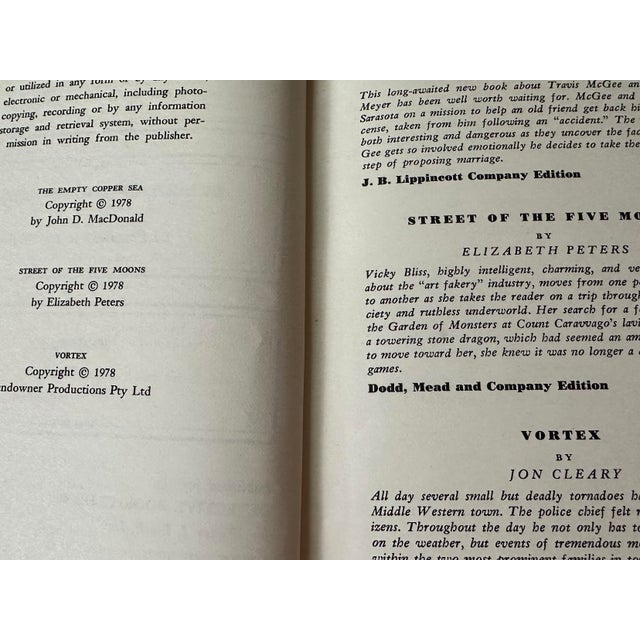 or utilized in any form or by any
electronic or mechanical, including photo-
copying, recording or by any information
storage and retrieval system, without per-
mission in writing from the publisher.
THE EMPTY COPPER SEA
Copyright © 1978
by John D. MacDonald
STREET OF THE FIVE MOONS
Copyright © 1978
by Elizabeth Peters
VORTEX
Copyright © 1978
ndowner Productions Pty Ltd
This long-awaited new book about Travis McGee and
Meyer has been well worth waiting for. McGee and
Sarasota on a mission to help an old friend get back hi
cense, taken from him following an "accident." The
both interesting and dangerous as they uncover the fac
Gee gets so involved emotionally he decides to take the
step of proposing marriage.
J. B. Lippincott Company Edition
STREET OF THE FIVE MO
BY
ELIZABETH PETERS
Vicky Bliss, highly intelligent, charming, and ve
about the "art fakery" industry, moves from one p
to another as she takes the reader on a trip through
ciety and ruthless underworld. Her search for a f
the Garden of Monsters at Count Caravvago's lavi
a towering stone dragon, which had seemed an am
to move toward her, she knew it was no longer a
games.
Dodd, Mead and Company Edition
VORTEX
BY
JON CLEARY
All day several small but deadly tornadoes ha
Middle Western town. The police chief felt r
izens. Throughout the day he not only has to
on the weather, but events of tremendous m
within the two most prominent families in to